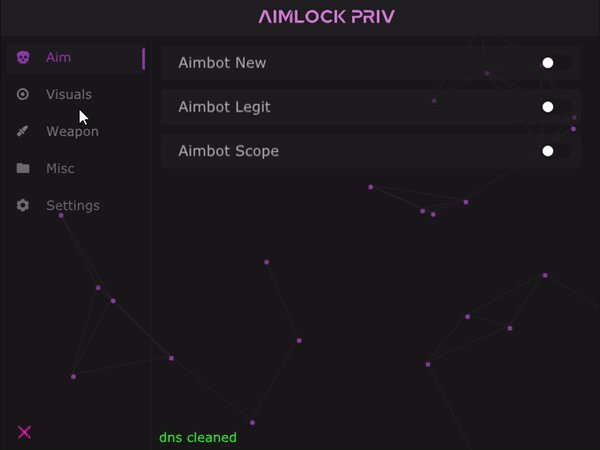 AIMLOCK PRIV
Aim
Visuals
Weapon
Misc
Settings
Aimbot New
Aimbot Legit
Aimbot Scope
dns cleaned